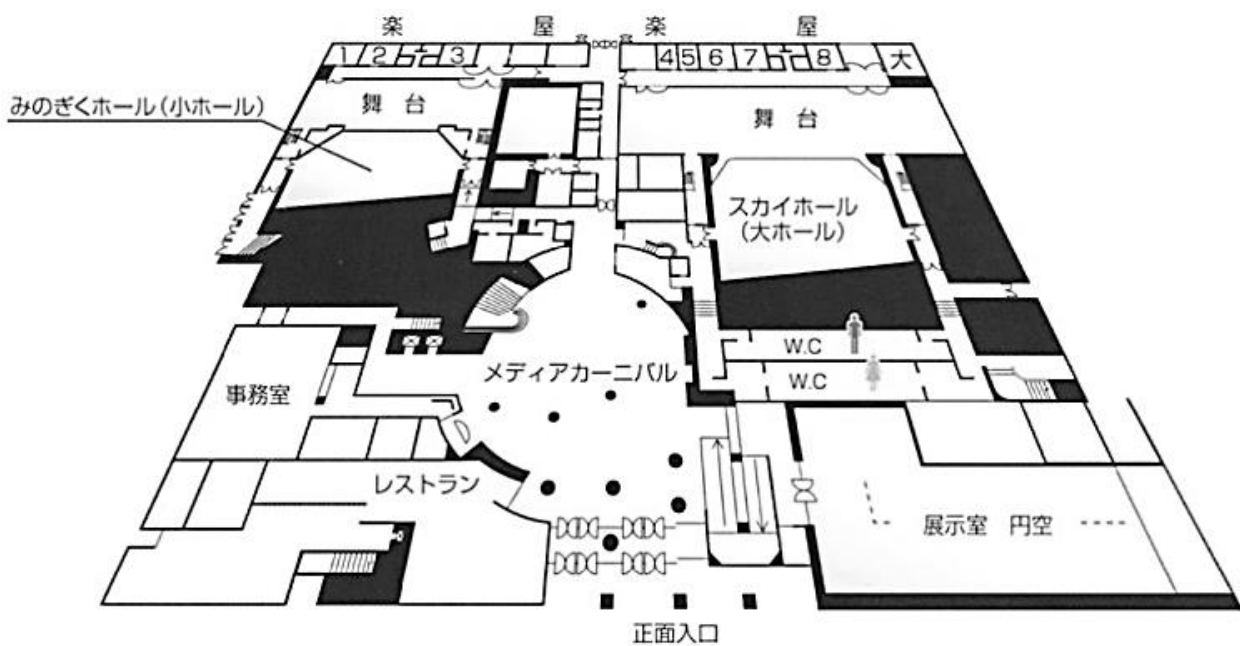 楽 屋 楽 屋
1 2 3 4 5 6 7 8 大
みのぎくホール(小ホール)
舞 台
舞 台
スカイホール
(大ホール)
W.C
メディアカーニバル
W.C
事務室
レストラン
展示室 円空
正面入口